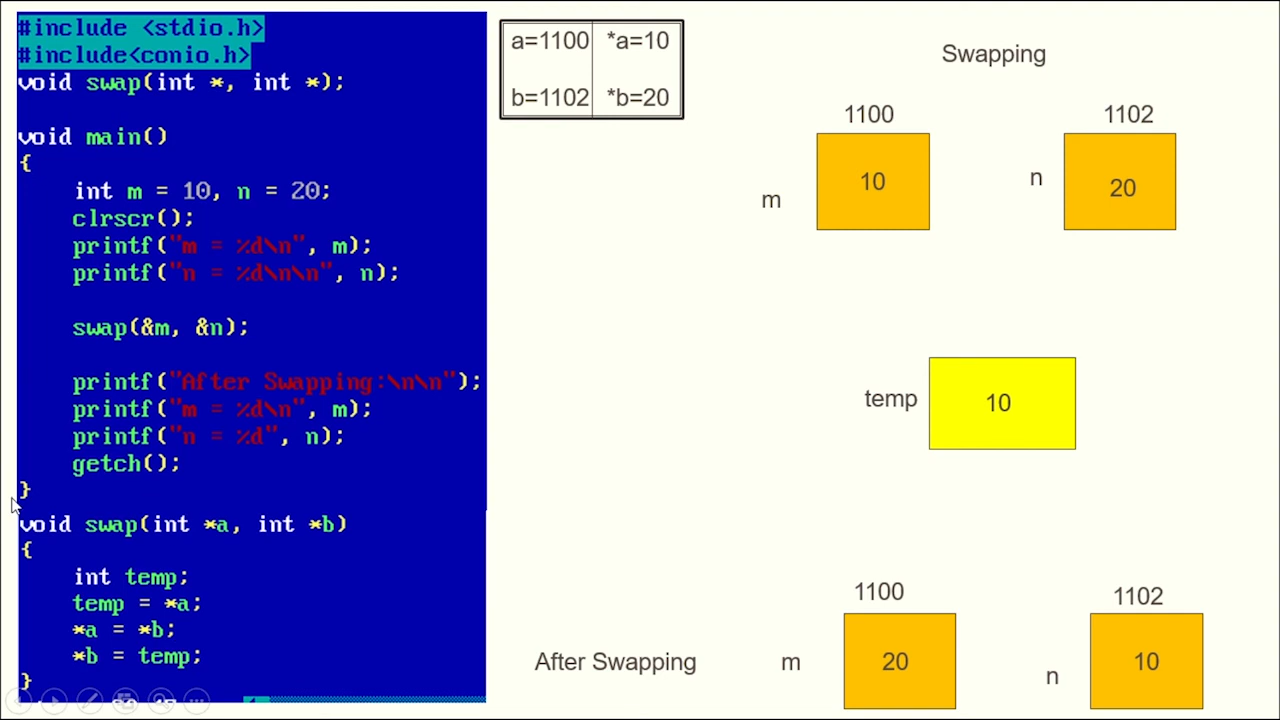 #include <stdio.h>
#include<conio.h>
void swap(int *, int *);
void main()
{
int m = 10, n = 20;
clrscr();
printf("m = %d\n", m);
printf("n = %d\n\n", n);
swap(&m, &n);
printf("After Swapping:\n\n");
printf("m = %d\n", m);
printf("n = %d", n);
getch();
}
void swap(int *a, int *b)
{
int temp;
temp = *a;
*a = *b;
*b = temp;
}
a=1100 *a=10
b=1102 *b=20
Swapping
1100 1102
m 10 n 20
temp 10
1100 1102
After Swapping m 20 n 10